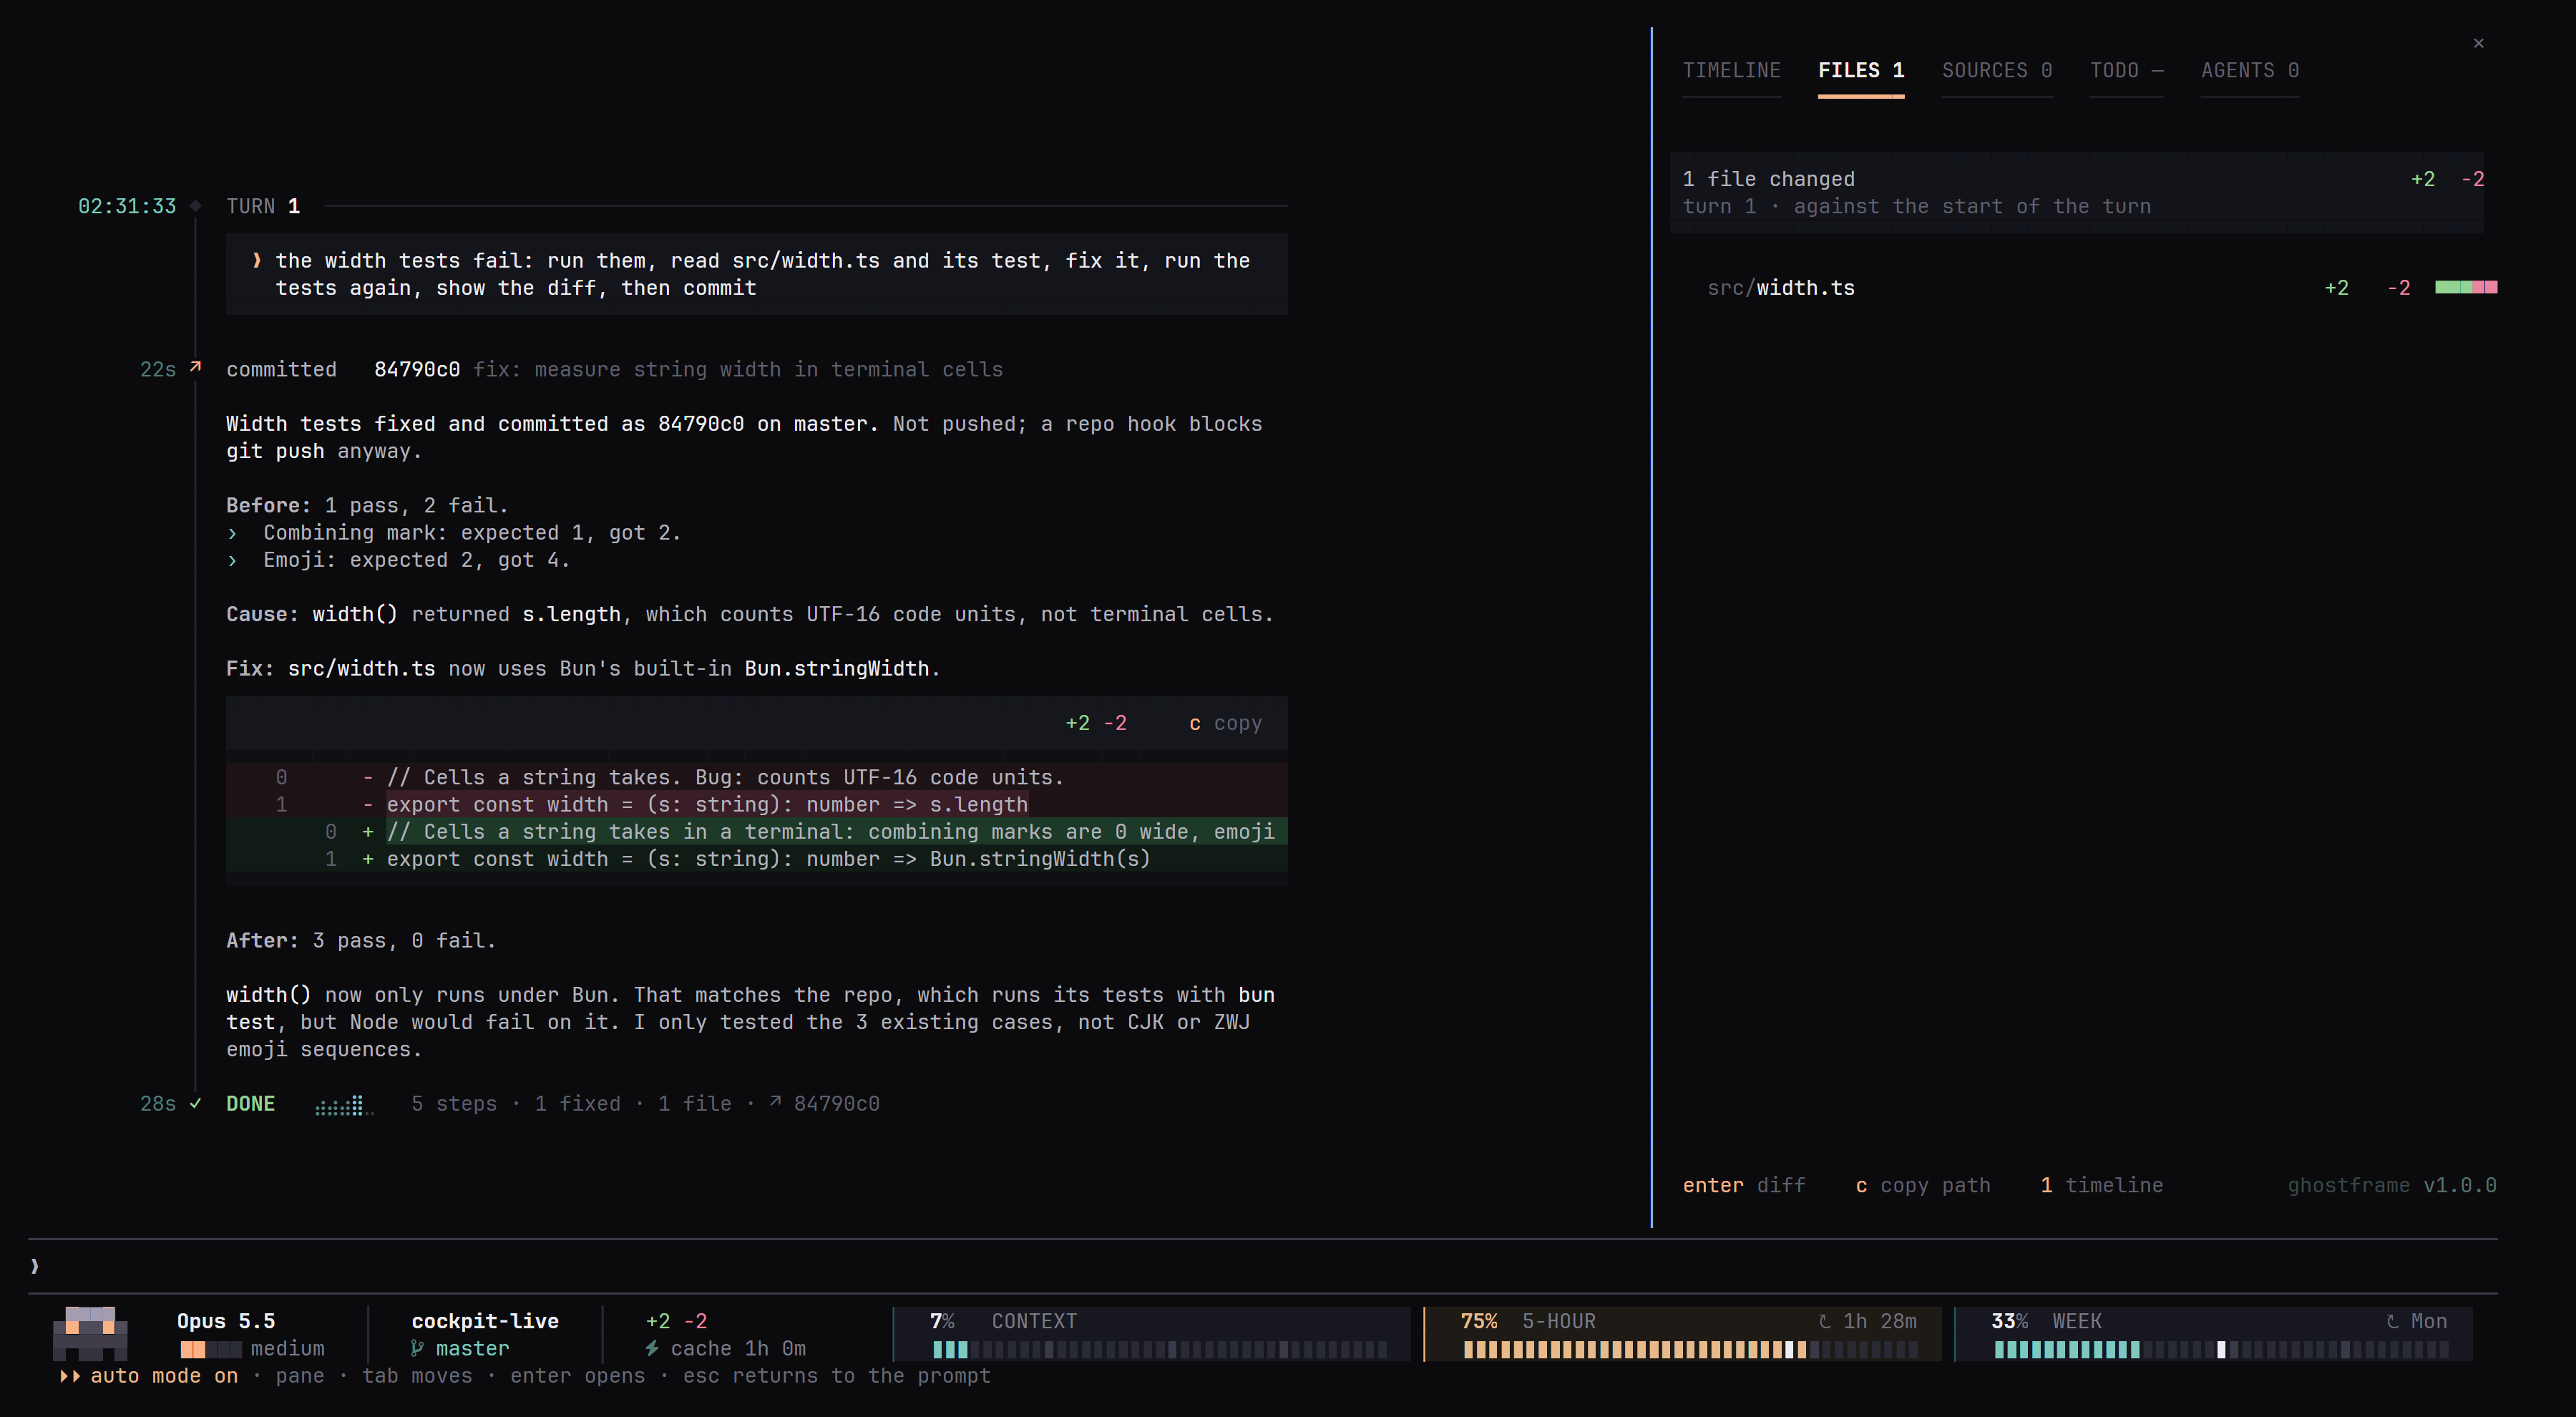 ×
TIMELINE FILES 1 SOURCES 0 TODO — AGENTS 0
02:31:33 ◆ TURN 1
❯ the width tests fail: run them, read src/width.ts and its test, fix it, run the
tests again, show the diff, then commit
22s ↗ committed 84790c0 fix: measure string width in terminal cells
Width tests fixed and committed as 84790c0 on master. Not pushed; a repo hook blocks
git push anyway.
Before: 1 pass, 2 fail.
› Combining mark: expected 1, got 2.
› Emoji: expected 2, got 4.
Cause: width() returned s.length, which counts UTF-16 code units, not terminal cells.
Fix: src/width.ts now uses Bun's built-in Bun.stringWidth.
+2 -2 c copy
0 - // Cells a string takes. Bug: counts UTF-16 code units.
1 - export const width = (s: string): number => s.length
0 + // Cells a string takes in a terminal: combining marks are 0 wide, emoji
1 + export const width = (s: string): number => Bun.stringWidth(s)
After: 3 pass, 0 fail.
width() now only runs under Bun. That matches the repo, which runs its tests with bun
test, but Node would fail on it. I only tested the 3 existing cases, not CJK or ZWJ
emoji sequences.
28s ✓ DONE 5 steps · 1 fixed · 1 file · ↗ 84790c0
1 file changed +2 -2
turn 1 · against the start of the turn
src/width.ts +2 -2
enter diff c copy path 1 timeline ghostframe v1.0.0
❯
Opus 5.5 cockpit-live +2 -2 7% CONTEXT 75% 5-HOUR ↻ 1h 28m 33% WEEK ↻ Mon
medium master ⚡ cache 1h 0m
⏵⏵ auto mode on · pane · tab moves · enter opens · esc returns to the prompt